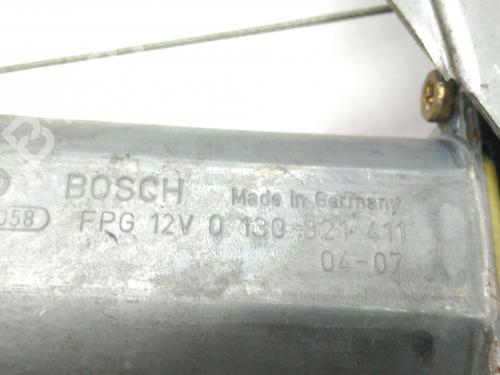 BOSCH Made in Germany
058 FPG 12V 0 130 821 411
04-07